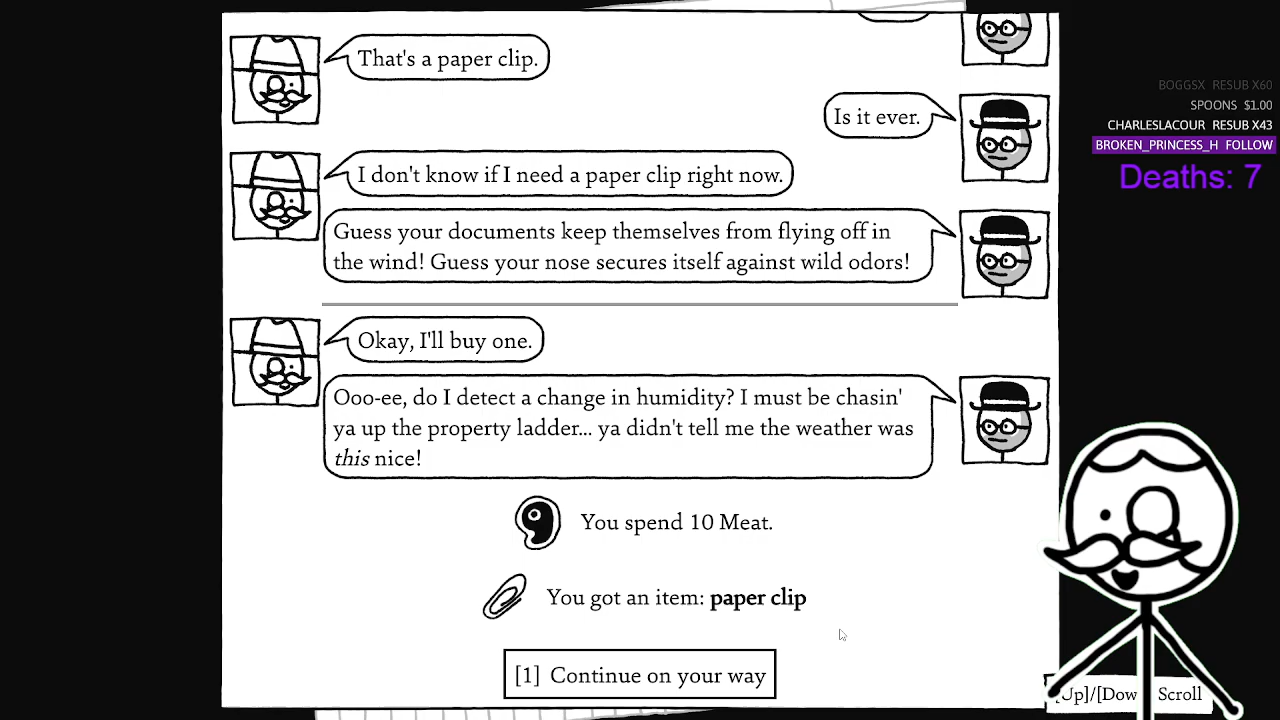 That's a paper clip.
Is it ever.
I don't know if I need a paper clip right now.
Guess your documents keep themselves from flying off in
the wind! Guess your nose secures itself against wild odors!
Okay, I'll buy one.
Ooo-ee, do I detect a change in humidity? I must be chasin'
ya up the property ladder... ya didn't tell me the weather was
this nice!
You spend 10 Meat.
You got an item: paper clip
[1] Continue on your way
BOGGSX RESUB X60
SPOONS $1.00
CHARLESLACOUR RESUB X43
BROKEN_PRINCESS_H FOLLOW
Deaths: 7
Up]/[Dow Scroll